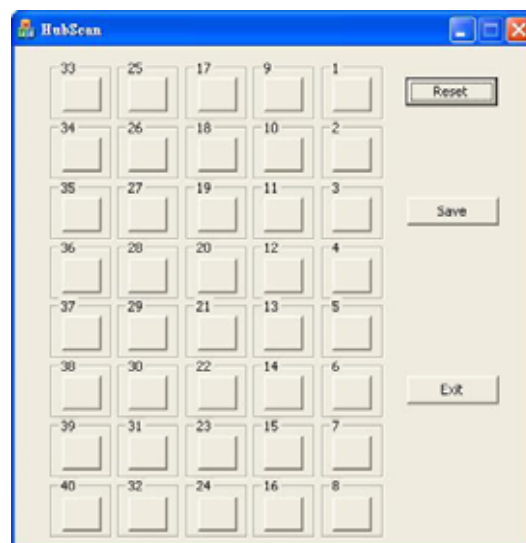 HubScan
33 25 17 9 1
Reset
34 26 18 10 2
35 27 19 11 3
Save
36 28 20 12 4
37 29 21 13 5
38 30 22 14 6
Exit
39 31 23 15 7
40 32 24 16 8